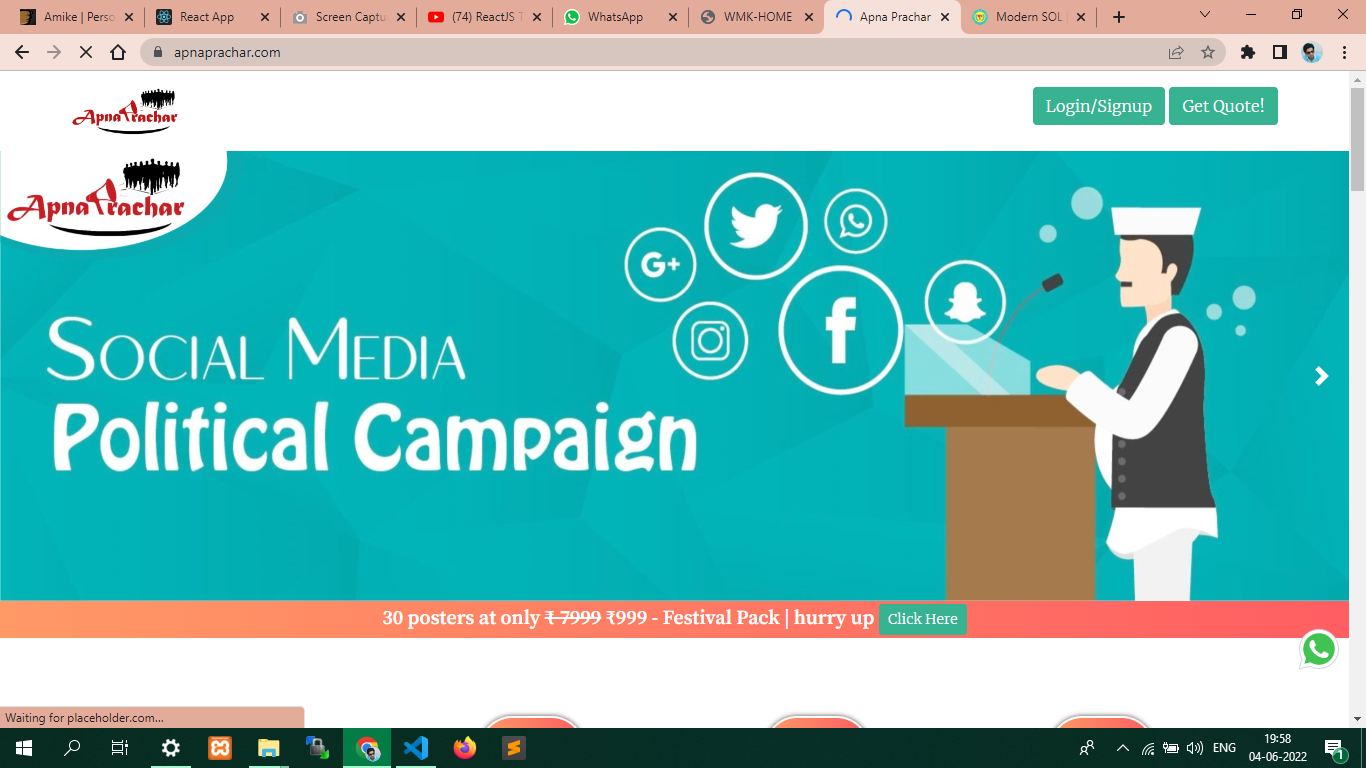 Amike | Perso
React App
Screen Captu
(74) ReactJS T
WhatsApp
WMK-HOME
Apna Prachar
Modern SOL |
apnaprachar.com
Apna Prachar
Login/Signup
Get Quote!
Apna Prachar
G+
f
Social Media
Political Campaign
30 posters at only ₹ 7999 ₹999 - Festival Pack | hurry up Click Here
Waiting for placeholder.com...
ENG
19:58
04-06-2022
1